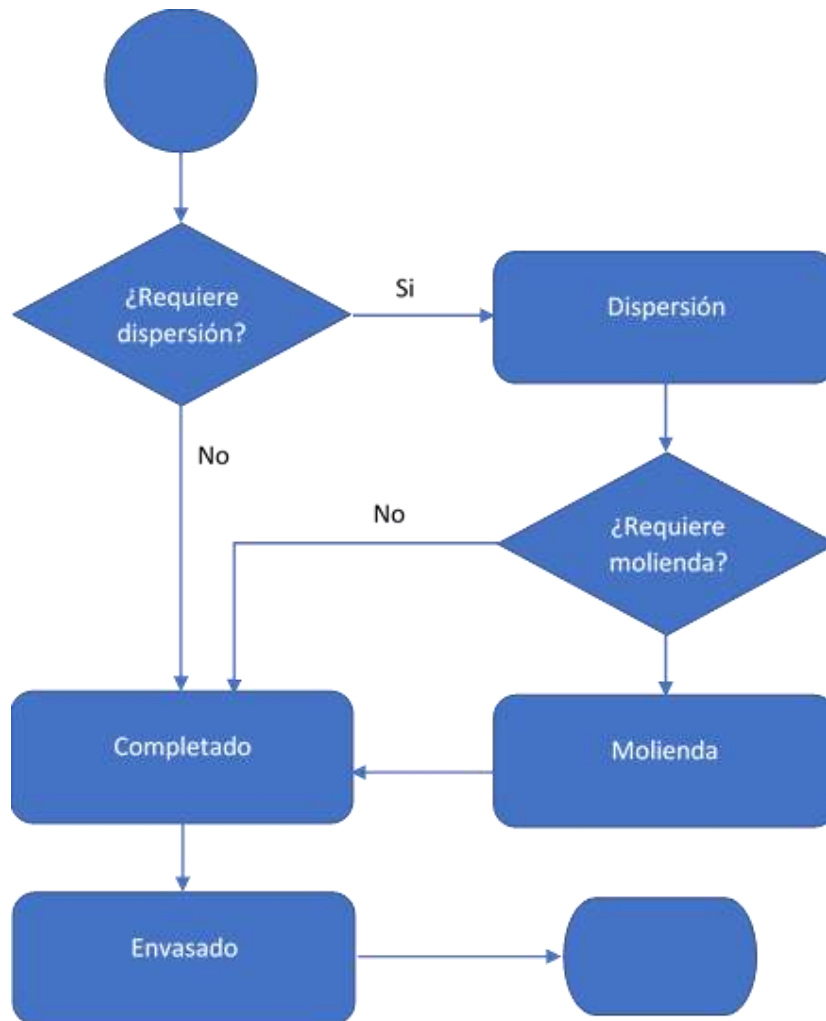 ¿Requiere
dispersión?
Si
Dispersión
No
No
¿Requiere
molienda?
Completado
Molienda
Envasado